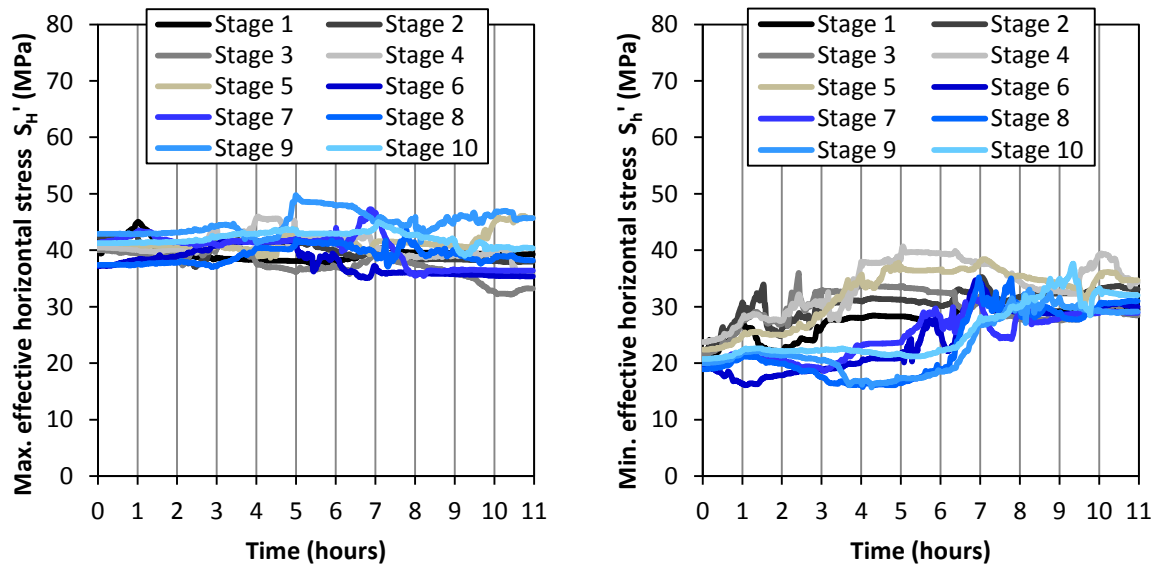 Max. effective horizontal stress S_H' (MPa)
80
70
60
50
40
30
20
10
0
Stage 1 Stage 2
Stage 3 Stage 4
Stage 5 Stage 6
Stage 7 Stage 8
Stage 9 Stage 10
0 1 2 3 4 5 6 7 8 9 10 11
Time (hours)
Min. effective horizontal stress S_h' (MPa)
80
70
60
50
40
30
20
10
0
Stage 1 Stage 2
Stage 3 Stage 4
Stage 5 Stage 6
Stage 7 Stage 8
Stage 9 Stage 10
0 1 2 3 4 5 6 7 8 9 10 11
Time (hours)